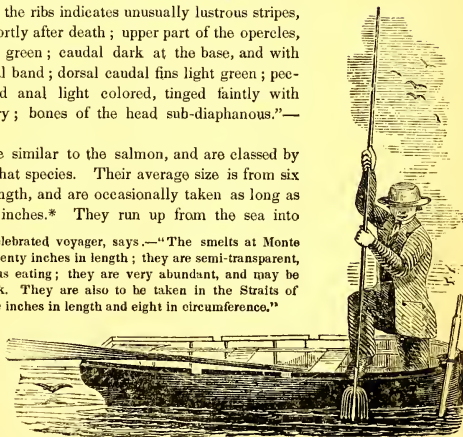 the ribs indicates unusually lustrous stripes,
ortly after death; upper part of the opercles,
green; caudal dark at the base, and with
l band; dorsal caudal fins light green; pec-
d anal light colored, tinged faintly with
ry; bones of the head sub-diaphanous."—
e similar to the salmon, and are classed by
hat species. Their average size is from six
ngth, and are occasionally taken as long as
inches.* They run up from the sea into
lebrated voyager, says.—"The smelts at Monte
enty inches in length; they are semi-transparent,
us eating; they are very abundant, and may be
k. They are also to be taken in the Straits of
inches in length and eight in circumference."